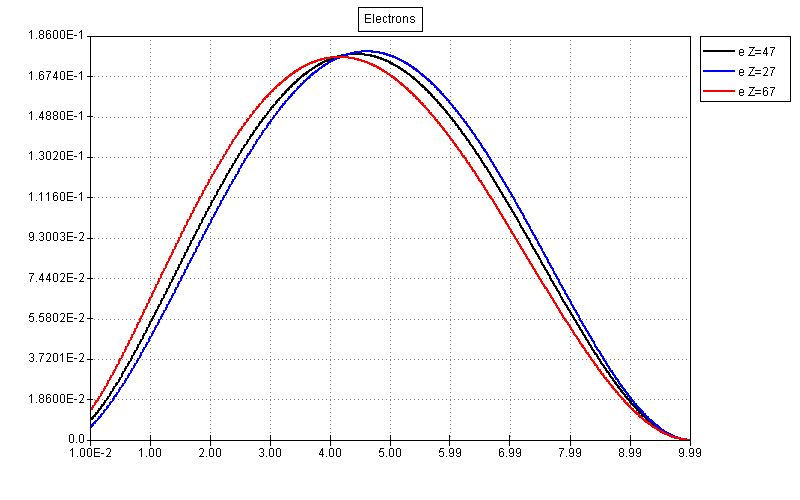 Electrons
1.8600E-1
1.6740E-1
1.4880E-1
1.3020E-1
1.1160E-1
9.3003E-2
7.4402E-2
5.5802E-2
3.7201E-2
1.8600E-2
0.0
1.00E-2 1.00 2.00 3.00 4.00 5.00 5.99 6.99 7.99 8.99 9.99
e Z=47
e Z=27
e Z=67